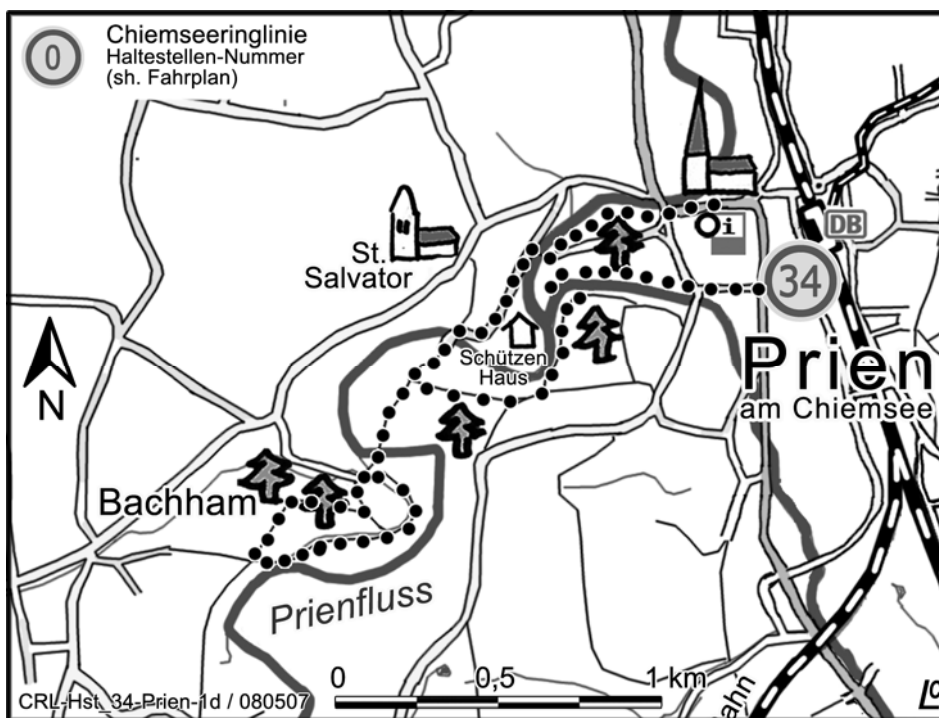 0
Chiemseeringlinie
Haltestellen-Nummer
(sh. Fahrplan)
i
DB
34
St.
Salvator
Schützen
Haus
Prien
am Chiemsee
N
Bachham
Prienfluss
0 0,5 1 km
CRL-Hst_34-Prien-1d / 080507